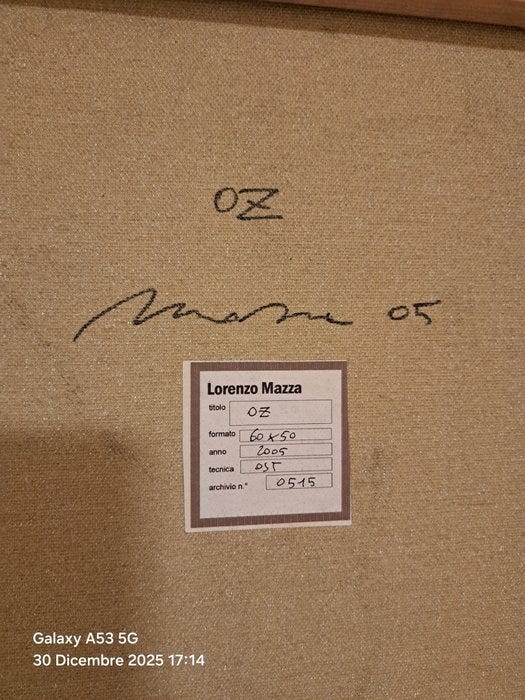 OZ
Mazza 05
Lorenzo Mazza
titolo OZ
formato 60x50
anno 2005
tecnica OST
archivio n.° 0515
Galaxy A53 5G
30 Dicembre 2025 17:14